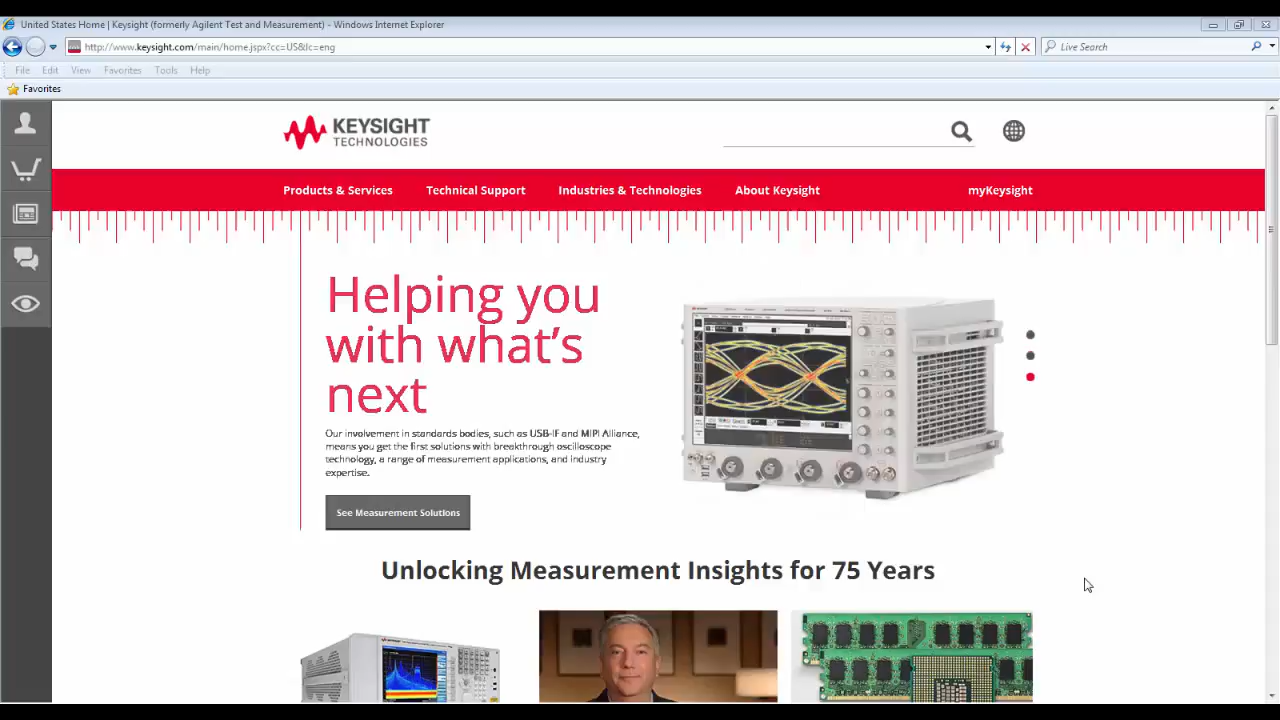 United States Home | Keysight (formerly Agilent Test and Measurement) - Windows Internet Explorer
http://www.keysight.com/main/home.jspx?cc=US&lc=eng
Live Search
File Edit View Favorites Tools Help
Favorites
KEYSIGHT
TECHNOLOGIES
Products & Services Technical Support Industries & Technologies About Keysight myKeysight
Helping you
with what's
next
Our involvement in standards bodies, such as USB-IF and MIPI Alliance,
means you get the first solutions with breakthrough oscilloscope
technology, a range of measurement applications, and industry
expertise.
See Measurement Solutions
Unlocking Measurement Insights for 75 Years